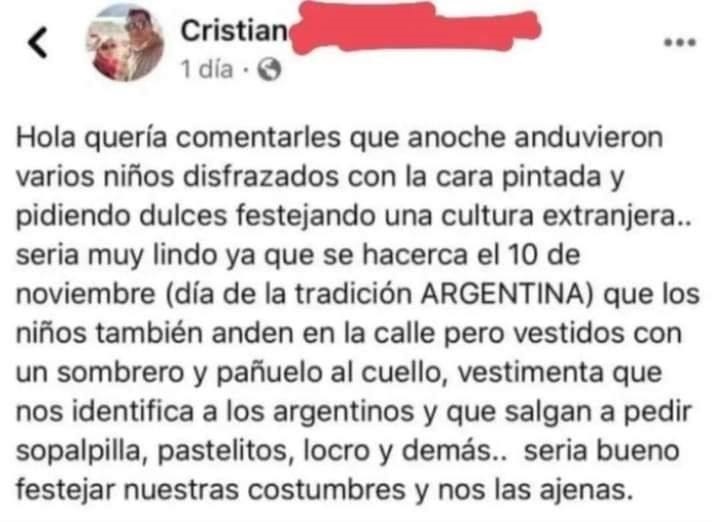 Cristian
1 día ·
Hola quería comentarles que anoche anduvieron
varios niños disfrazados con la cara pintada y
pidiendo dulces festejando una cultura extranjera..
seria muy lindo ya que se hacerca el 10 de
noviembre (día de la tradición ARGENTINA) que los
niños también anden en la calle pero vestidos con
un sombrero y pañuelo al cuello, vestimenta que
nos identifica a los argentinos y que salgan a pedir
sopalpilla, pastelitos, locro y demás..  seria bueno
festejar nuestras costumbres y nos las ajenas.